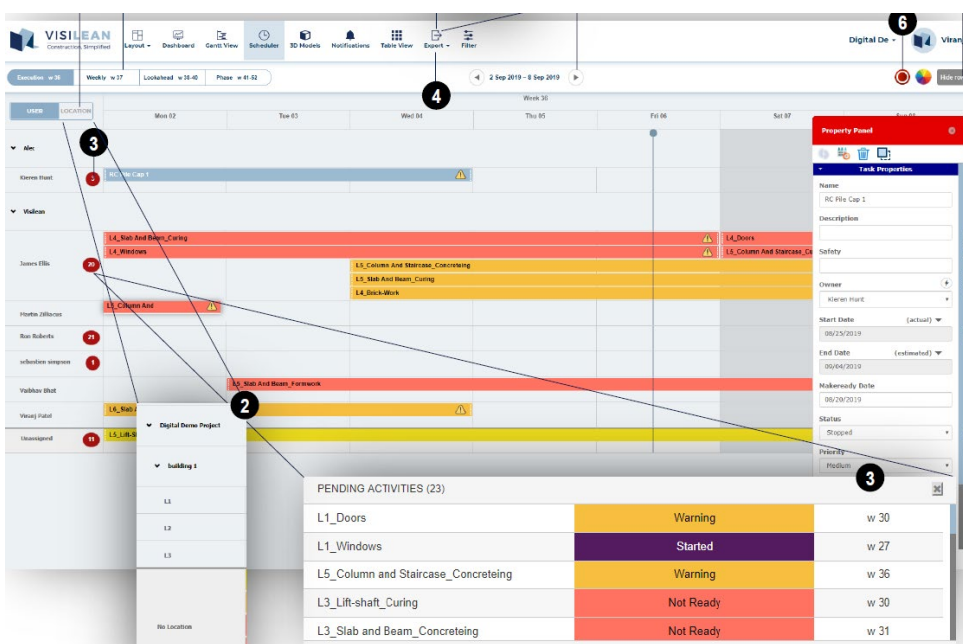 VISILEAN
Construction, Simplified
Layout
Dashboard
Gantt View
Scheduler
3D Models
Notifications
Table View
Export
Filter
Digital De
Viran
6
Execution w 36
Weekly w 37
Lookahead w 38-40
Phase w 41-52
2 Sep 2019 - 8 Sep 2019
Hide row
4
Week 36
USER
LOCATION
Mon 02
Tue 03
Wed 04
Thu 05
Fri 06
Sat 07
3
Alec
Kieren Hunt
RC Pile Cap 1
Visilean
L4_Slab And Beam_Curing
L4_Doors
L4_Windows
L5_Column And Staircase_Co
James Ellis
20
L5_Column And Staircase_Concreteing
L5_Slab And Beam_Curing
L4_Brick-Work
L5_Column And
Ron Roberts
21
sebastien simpson
1
Vaibhav Bhat
L5_Slab And Beam_Formwork
Vinraj Patel
L6_Slab A
Unassigned
11
L5_Lift-S
2
Property Panel
Task Properties
Name
RC Pile Cap 1
Description
Safety
Owner
Kieren Hunt
Start Date (actual)
08/25/2019
End Date (estimated)
09/04/2019
Makeready Date
08/20/2019
Status
Stopped
Priority
Medium
3
Digital Demo Project
building 1
L1
L2
L3
No Location
PENDING ACTIVITIES (23)
L1_Doors Warning w 30
L1_Windows Started w 27
L5_Column and Staircase_Concreteing Warning w 36
L3_Lift-shaft_Curing Not Ready w 30
L3_Slab and Beam_Concreteing Not Ready w 31